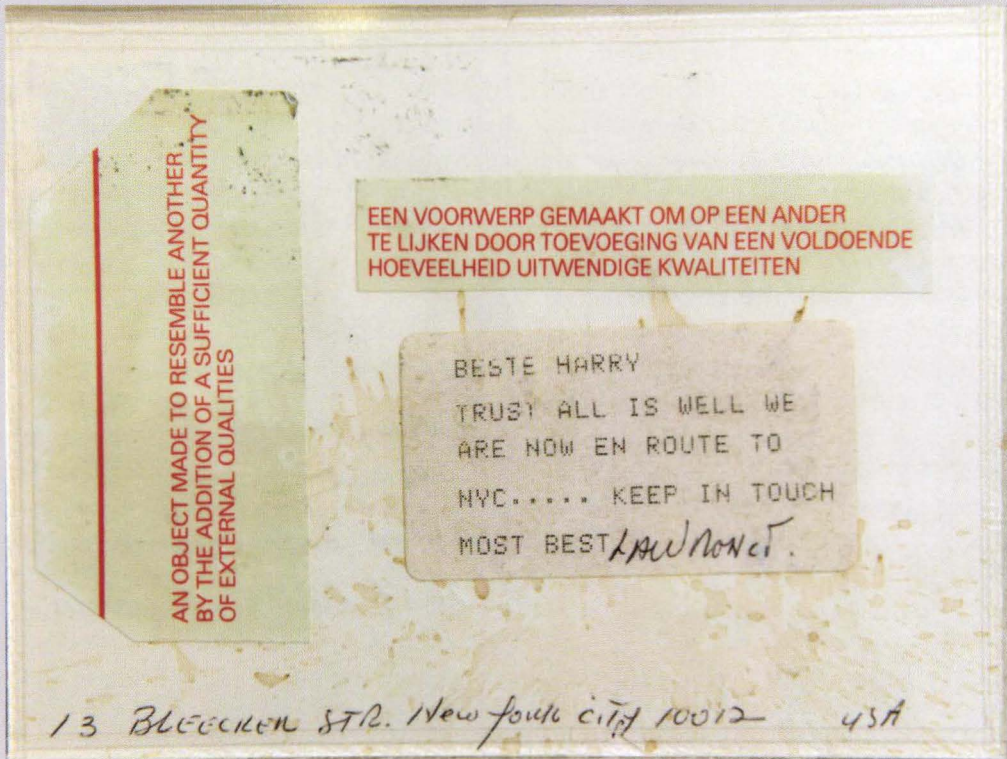 AN OBJECT MADE TO RESEMBLE ANOTHER
BY THE ADDITION OF A SUFFICIENT QUANTITY
OF EXTERNAL QUALITIES
EEN VOORWERP GEMAAKT OM OP EEN ANDER
TE LIJKEN DOOR TOEVOEGING VAN EEN VOLDOENDE
HOEVEELHEID UITWENDIGE KWALITEITEN
BESTE HARRY
TRUST ALL IS WELL WE
ARE NOW EN ROUTE TO
NYC..... KEEP IN TOUCH
MOST BEST LAWRENCE.
13 BLEECKER STR. New York city 10012 USA